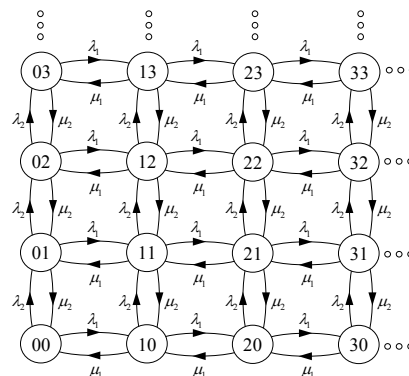 λ₁ λ₁ λ₁
03 13 23 33
μ₁ μ₁ μ₁
λ₂ μ₂ λ₂ μ₂ λ₂ μ₂ λ₂ μ₂
λ₁ λ₁ λ₁
02 12 22 32
μ₁ μ₁ μ₁
λ₂ μ₂ λ₂ μ₂ λ₂ μ₂ λ₂ μ₂
λ₁ λ₁ λ₁
01 11 21 31
μ₁ μ₁ μ₁
λ₂ μ₂ λ₂ μ₂ λ₂ μ₂ λ₂ μ₂
λ₁ λ₁ λ₁
00 10 20 30
μ₁ μ₁ μ₁